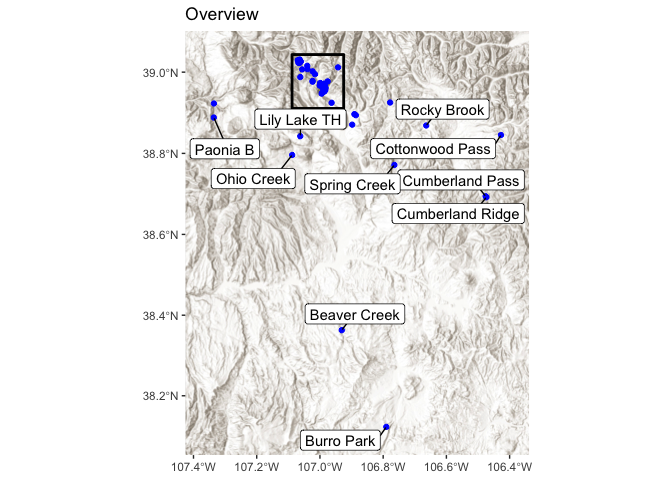 Overview
39.0°N
38.8°N
38.6°N
38.4°N
38.2°N
Lily Lake TH
Rocky Brook
Paonia B
Cottonwood Pass
Ohio Creek
Spring Creek
Cumberland Pass
Cumberland Ridge
Beaver Creek
Burro Park
107.4°W
107.2°W
107.0°W
106.8°W
106.6°W
106.4°W